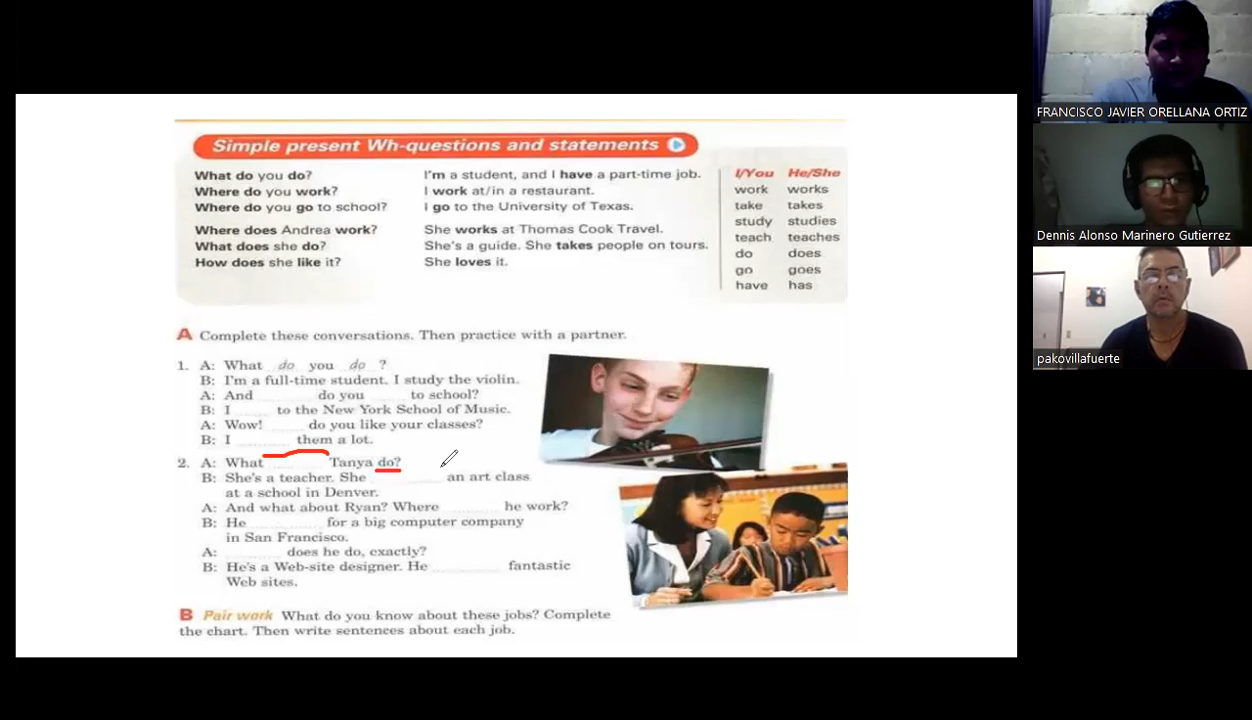 Simple present Wh-questions and statements
What do you do? I'm a student, and I have a part-time job.
Where do you work? I work at/in a restaurant.
Where do you go to school? I go to the University of Texas.
Where does Andrea work? She works at Thomas Cook Travel.
What does she do? She's a guide. She takes people on tours.
How does she like it? She loves it.
I/You He/She
work works
take takes
study studies
teach teaches
do does
go goes
have has
A Complete these conversations. Then practice with a partner.
1. A: What do you do ?
B: I'm a full-time student. I study the violin.
A: And ........ do you ........ to school?
B: I ........ to the New York School of Music.
A: Wow! ........ do you like your classes?
B: I ........ them a lot.
2. A: What ........ Tanya do?
B: She's a teacher. She ........ an art class
at a school in Denver.
A: And what about Ryan? Where ........ he work?
B: He ........ for a big computer company
in San Francisco.
A: ........ does he do, exactly?
B: He's a Web-site designer. He ........ fantastic
Web sites.
B Pair work What do you know about these jobs? Complete
the chart. Then write sentences about each job.
FRANCISCO JAVIER ORELLANA ORTIZ
Dennis Alonso Marinero Gutierrez
pakovillafuerte